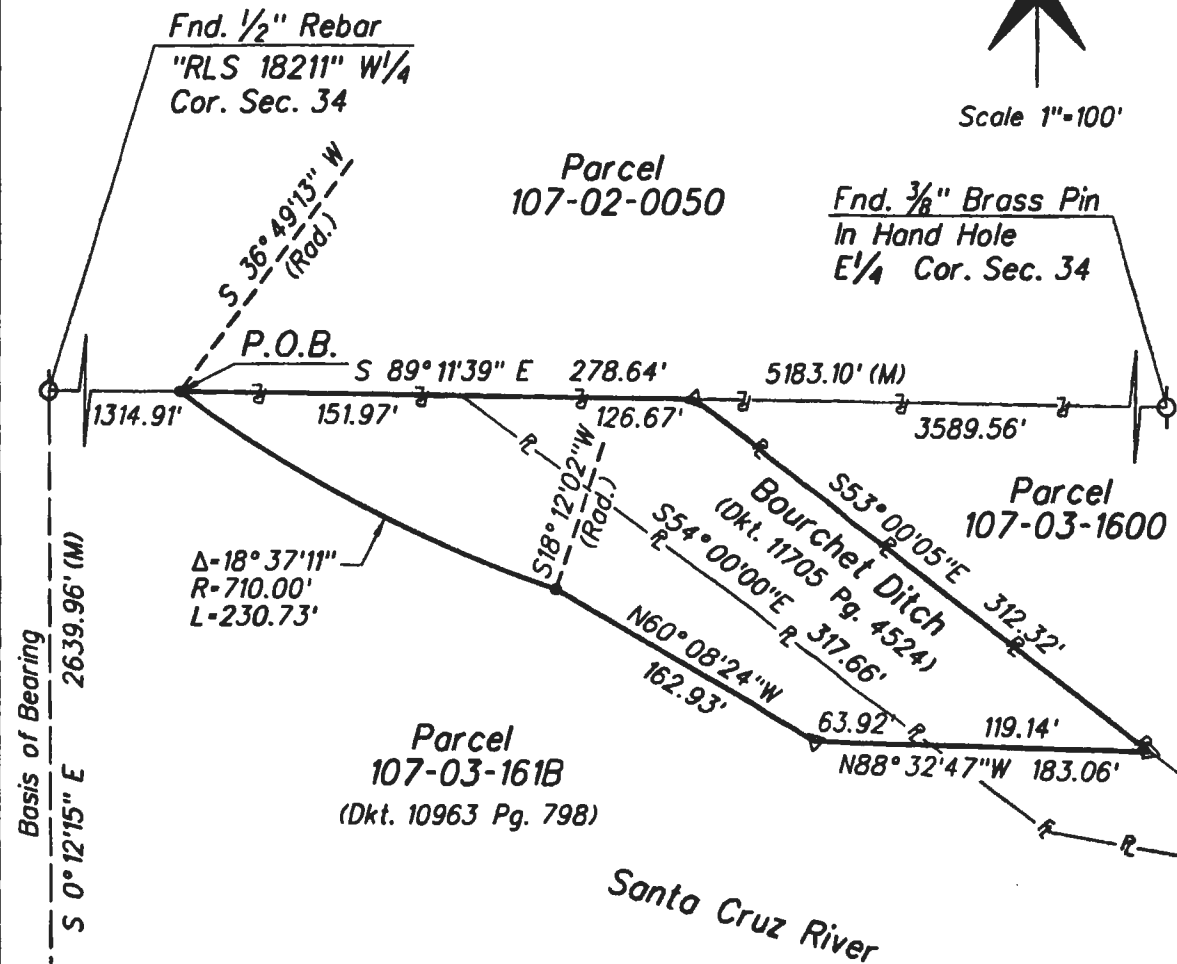 Fnd. 1/2" Rebar
"RLS 18211" W1/4
Cor. Sec. 34
Scale 1"=100'
Parcel
107-02-0050
Fnd. 3/8" Brass Pin
In Hand Hole
E1/4 Cor. Sec. 34
S 36°49'13" W
(Rad.)
P.O.B.
S 89°11'39" E 278.64'
5183.10' (M)
1314.91'
151.97'
126.67'
3589.56'
S18°12'02"W
(Rad.)
Parcel
107-03-1600
S53°00'05"E
312.32'
Bourchet Ditch
(Dkt. 11705 Pg. 4524)
S54°00'00"E 317.66'
Δ=18°37'11"
R=710.00'
L=230.73'
N60°08'24"W
162.93'
63.92'
119.14'
N88°32'47"W 183.06'
Parcel
107-03-161B
(Dkt. 10963 Pg. 798)
Basis of Bearing
S 0°12'15" E 2639.96' (M)
Santa Cruz River